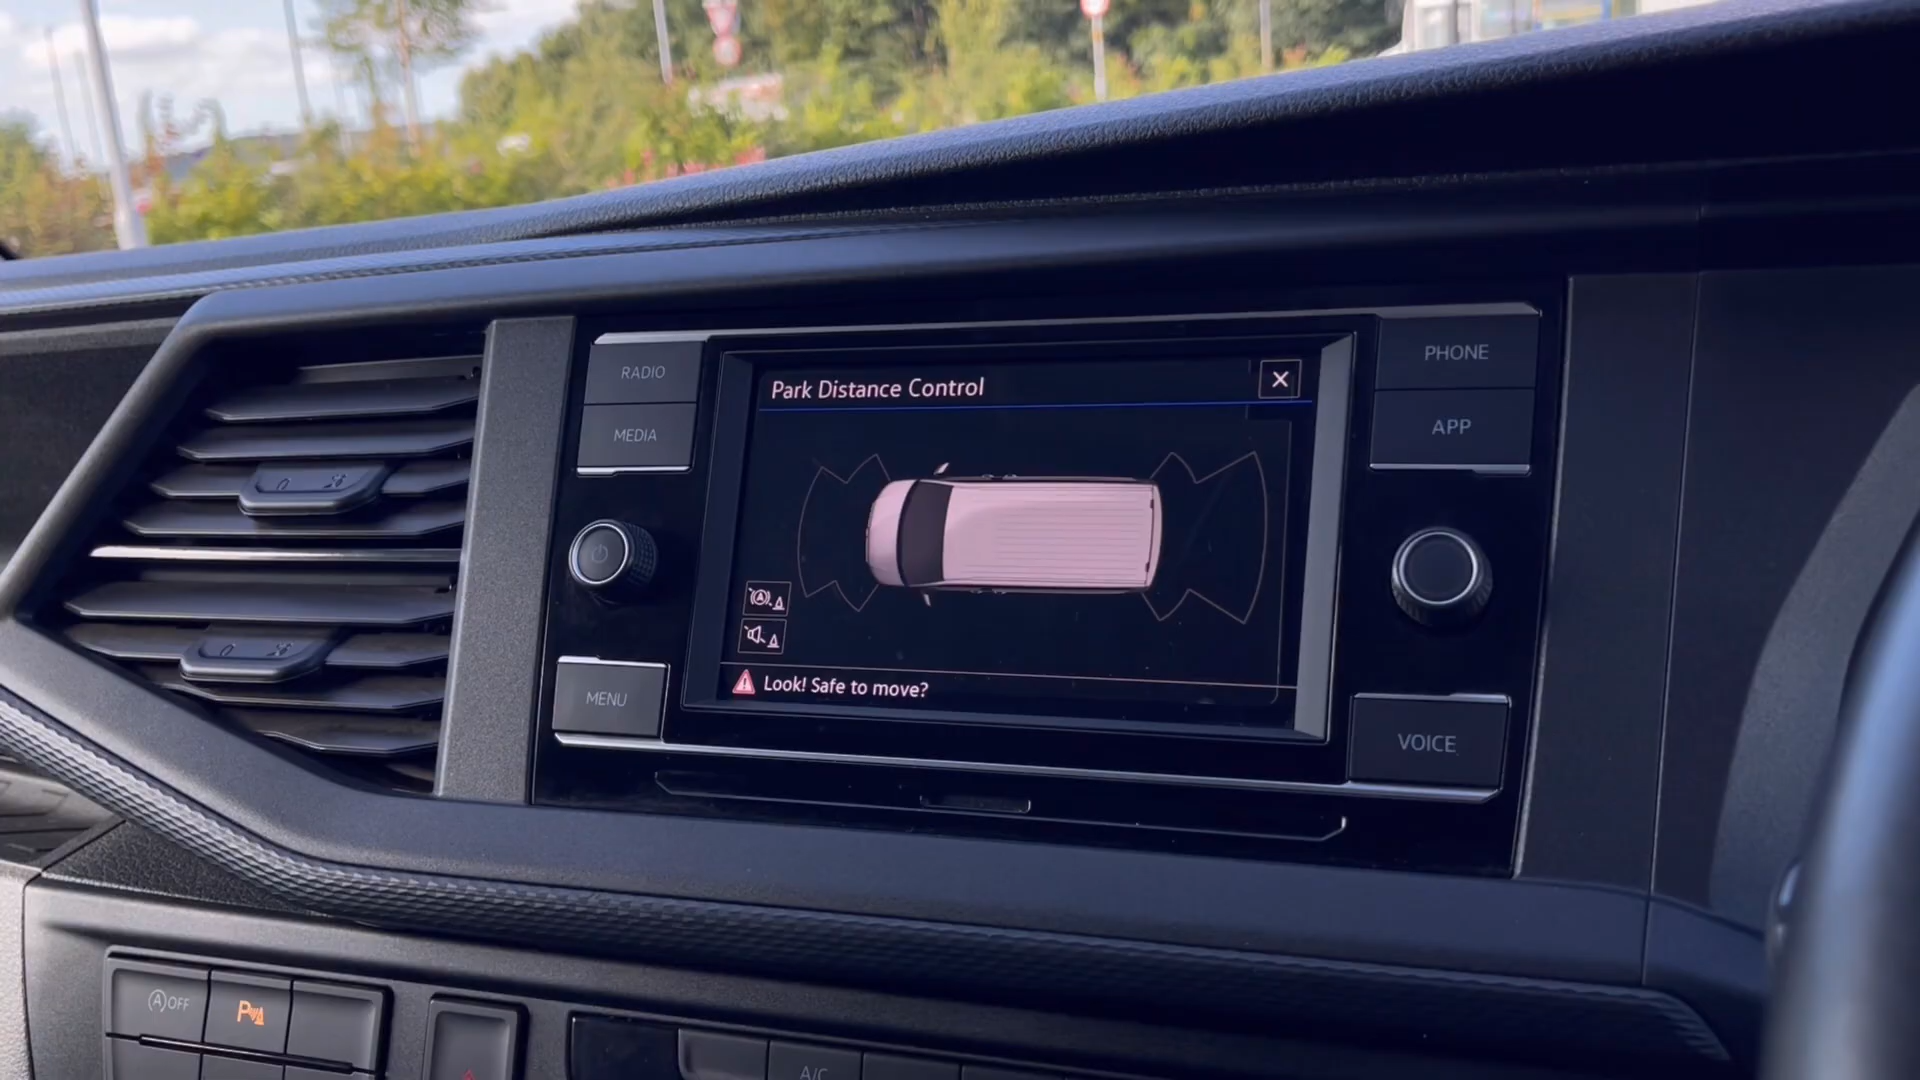 RADIO
MEDIA
MENU
Park Distance Control
Look! Safe to move?
PHONE
APP
VOICE
A OFF
P
A/C